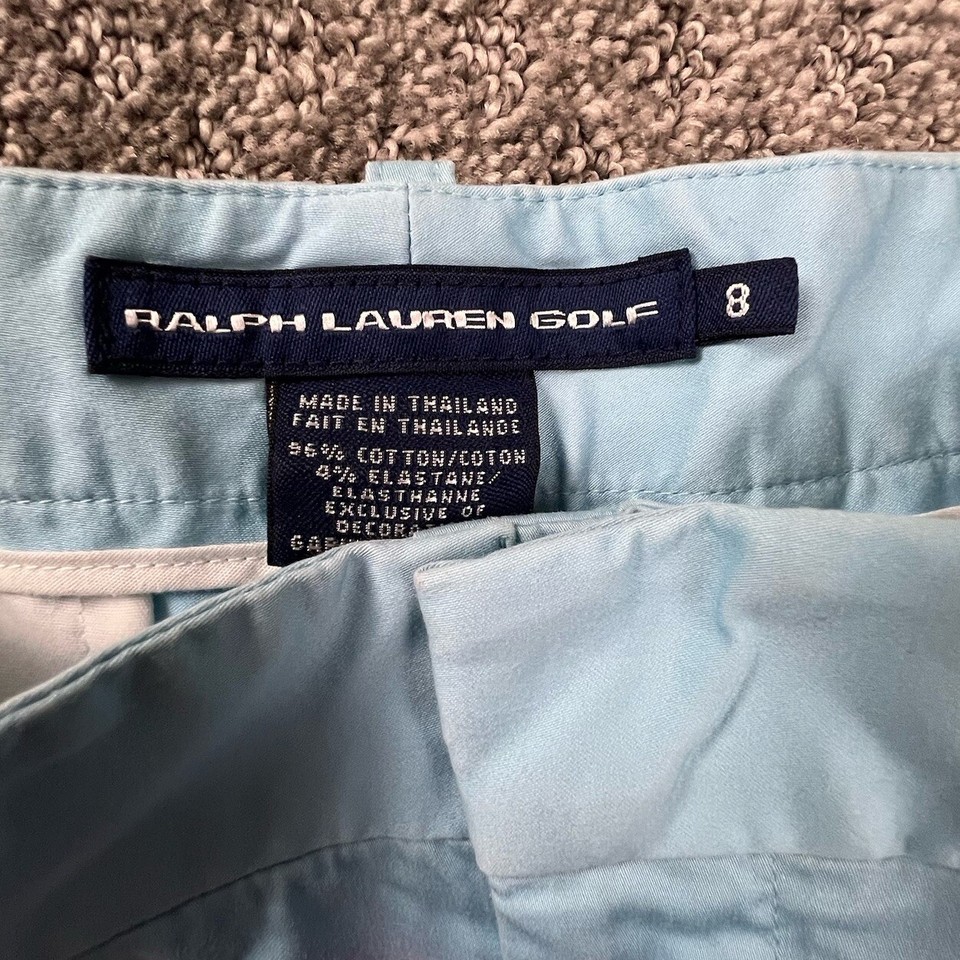 RALPH LAUREN GOLF
8
MADE IN THAILAND
FAIT EN THAILANDE
96% COTTON/COTON
4% ELASTANE/
ELASTHANNE
EXCLUSIVE OF